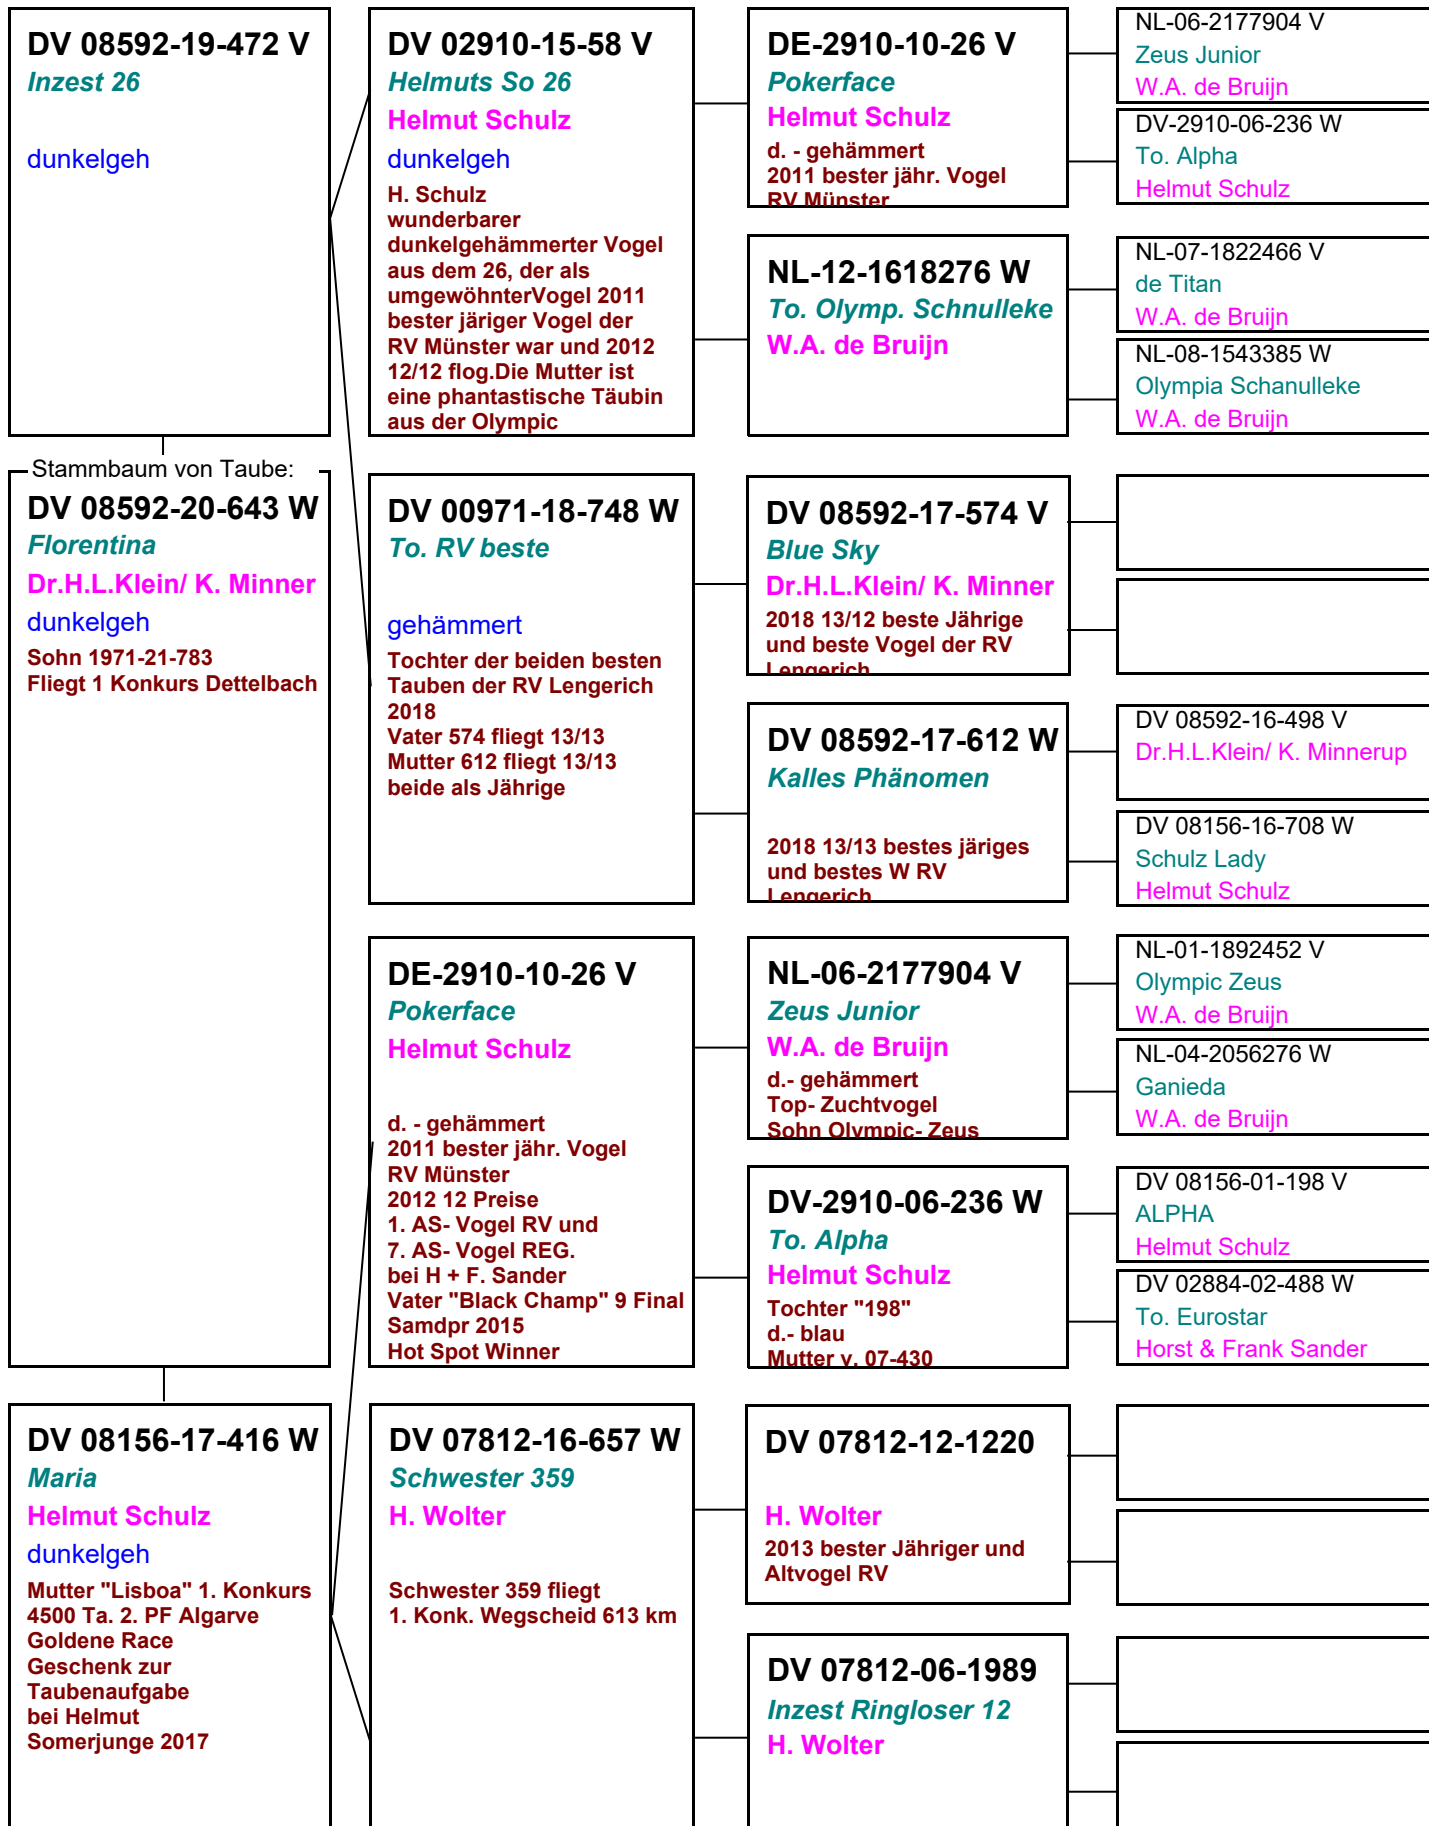 DV 08592-19-472 V
Inzest 26
dunkelgeh
Stammbaum von Taube:
DV 08592-20-643 W
Florentina
Dr.H.L.Klein/ K. Minner
dunkelgeh
Sohn 1971-21-783
Fliegt 1 Konkurs Dettelbach
DV 08156-17-416 W
Maria
Helmut Schulz
dunkelgeh
Mutter "Lisboa" 1. Konkurs
4500 Ta. 2. PF Algarve
Goldene Race
Geschenk zur
Taubenaufgabe
bei Helmut
Somerjunge 2017
DV 02910-15-58 V
Helmuts So 26
Helmut Schulz
dunkelgeh
H. Schulz
wunderbarer
dunkelgehämmerter Vogel
aus dem 26, der als
umgewöhnterVogel 2011
bester järiger Vogel der
RV Münster war und 2012
12/12 flog.Die Mutter ist
eine phantastische Täubin
aus der Olympic
DV 00971-18-748 W
To. RV beste
gehämmert
Tochter der beiden besten
Tauben der RV Lengerich
2018
Vater 574 fliegt 13/13
Mutter 612 fliegt 13/13
beide als Jährige
DE-2910-10-26 V
Pokerface
Helmut Schulz
d. - gehämmert
2011 bester jähr. Vogel
RV Münster
2012 12 Preise
1. AS- Vogel RV und
7. AS- Vogel REG.
bei H + F. Sander
Vater "Black Champ" 9 Final
Samdpr 2015
Hot Spot Winner
DV 07812-16-657 W
Schwester 359
H. Wolter
Schwester 359 fliegt
1. Konk. Wegscheid 613 km
DE-2910-10-26 V
Pokerface
Helmut Schulz
d. - gehämmert
2011 bester jähr. Vogel
RV Münster
NL-12-1618276 W
To. Olymp. Schnulleke
W.A. de Bruijn
DV 08592-17-574 V
Blue Sky
Dr.H.L.Klein/ K. Minner
2018 13/12 beste Jährige
und beste Vogel der RV
Lengerich
DV 08592-17-612 W
Kalles Phänomen
2018 13/13 bestes järiges
und bestes W RV
Lengerich
NL-06-2177904 V
Zeus Junior
W.A. de Bruijn
d.- gehämmert
Top- Zuchtvogel
Sohn Olympic- Zeus
DV-2910-06-236 W
To. Alpha
Helmut Schulz
Tochter "198"
d.- blau
Mutter v. 07-430
DV 07812-12-1220
H. Wolter
2013 bester Jähriger und
Altvogel RV
DV 07812-06-1989
Inzest Ringloser 12
H. Wolter
NL-06-2177904 V
Zeus Junior
W.A. de Bruijn
DV-2910-06-236 W
To. Alpha
Helmut Schulz
NL-07-1822466 V
de Titan
W.A. de Bruijn
NL-08-1543385 W
Olympia Schanulleke
W.A. de Bruijn
DV 08592-16-498 V
Dr.H.L.Klein/ K. Minnerup
DV 08156-16-708 W
Schulz Lady
Helmut Schulz
NL-01-1892452 V
Olympic Zeus
W.A. de Bruijn
NL-04-2056276 W
Ganieda
W.A. de Bruijn
DV 08156-01-198 V
ALPHA
Helmut Schulz
DV 02884-02-488 W
To. Eurostar
Horst & Frank Sander